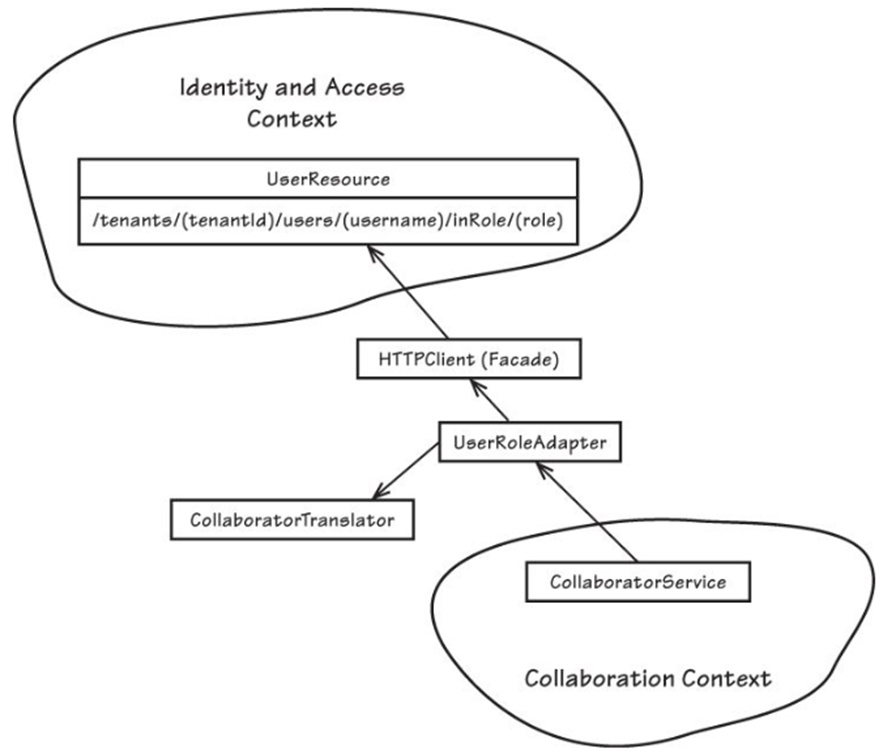 Identity and Access
Context
UserResource
/tenants/(tenantId)/users/(username)/inRole/(role)
HTTPClient (Facade)
UserRoleAdapter
CollaboratorTranslator
CollaboratorService
Collaboration Context